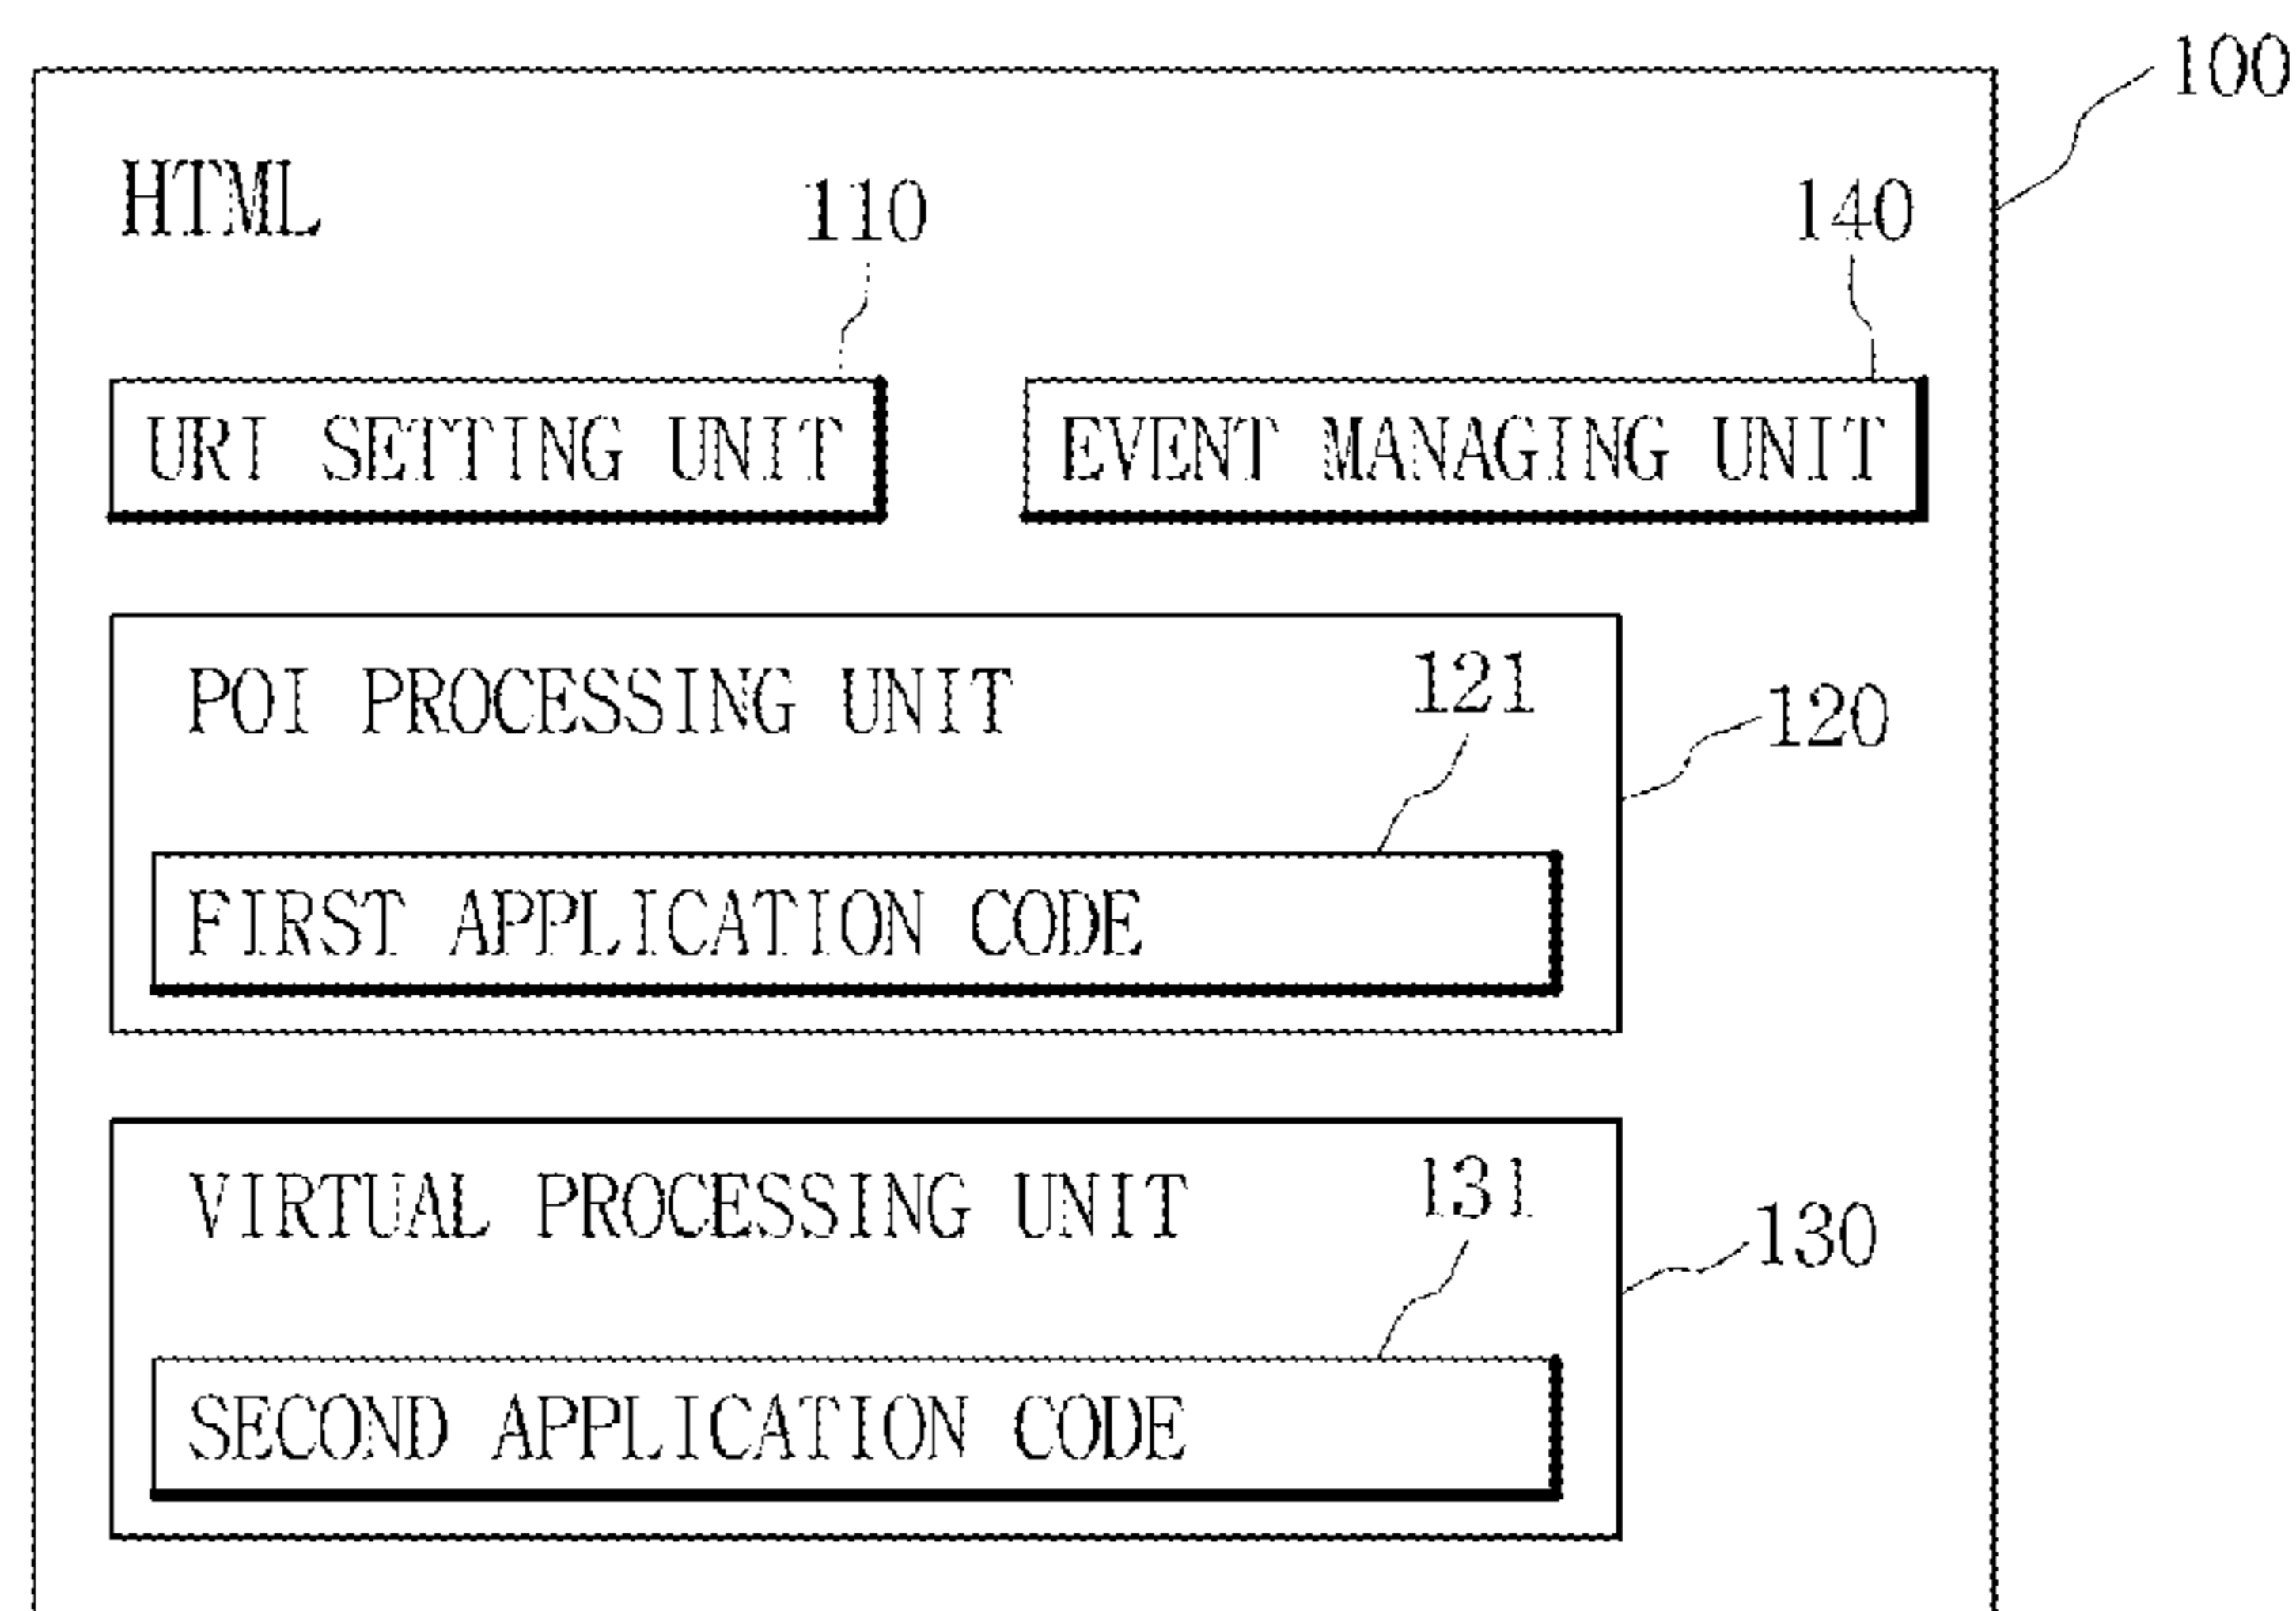 100
HTML
110
140
URI SETTING UNIT
EVENT MANAGING UNIT
POI PROCESSING UNIT
121
120
FIRST APPLICATION CODE
VIRTUAL PROCESSING UNIT
131
130
SECOND APPLICATION CODE